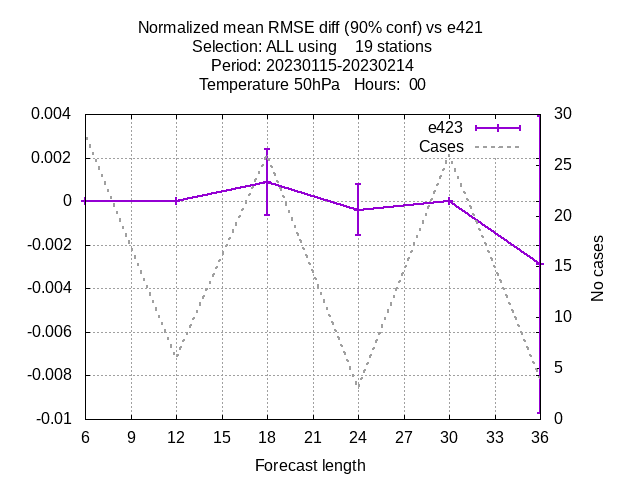 Normalized mean RMSE diff (90% conf) vs e421
Selection: ALL using    19 stations
Period: 20230115-20230214
Temperature 50hPa   Hours:  00
0.004
0.002
0
-0.002
-0.004
-0.006
-0.008
-0.01
e423
Cases
30
25
20
15
10
5
0
No cases
6 9 12 15 18 21 24 27 30 33 36
Forecast length